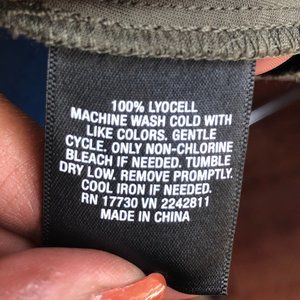 100% LYOCELL
MACHINE WASH COLD WITH
LIKE COLORS. GENTLE
CYCLE. ONLY NON-CHLORINE
BLEACH IF NEEDED. TUMBLE
DRY LOW. REMOVE PROMPTLY.
COOL IRON IF NEEDED.
RN 17730 VN 2242811
MADE IN CHINA